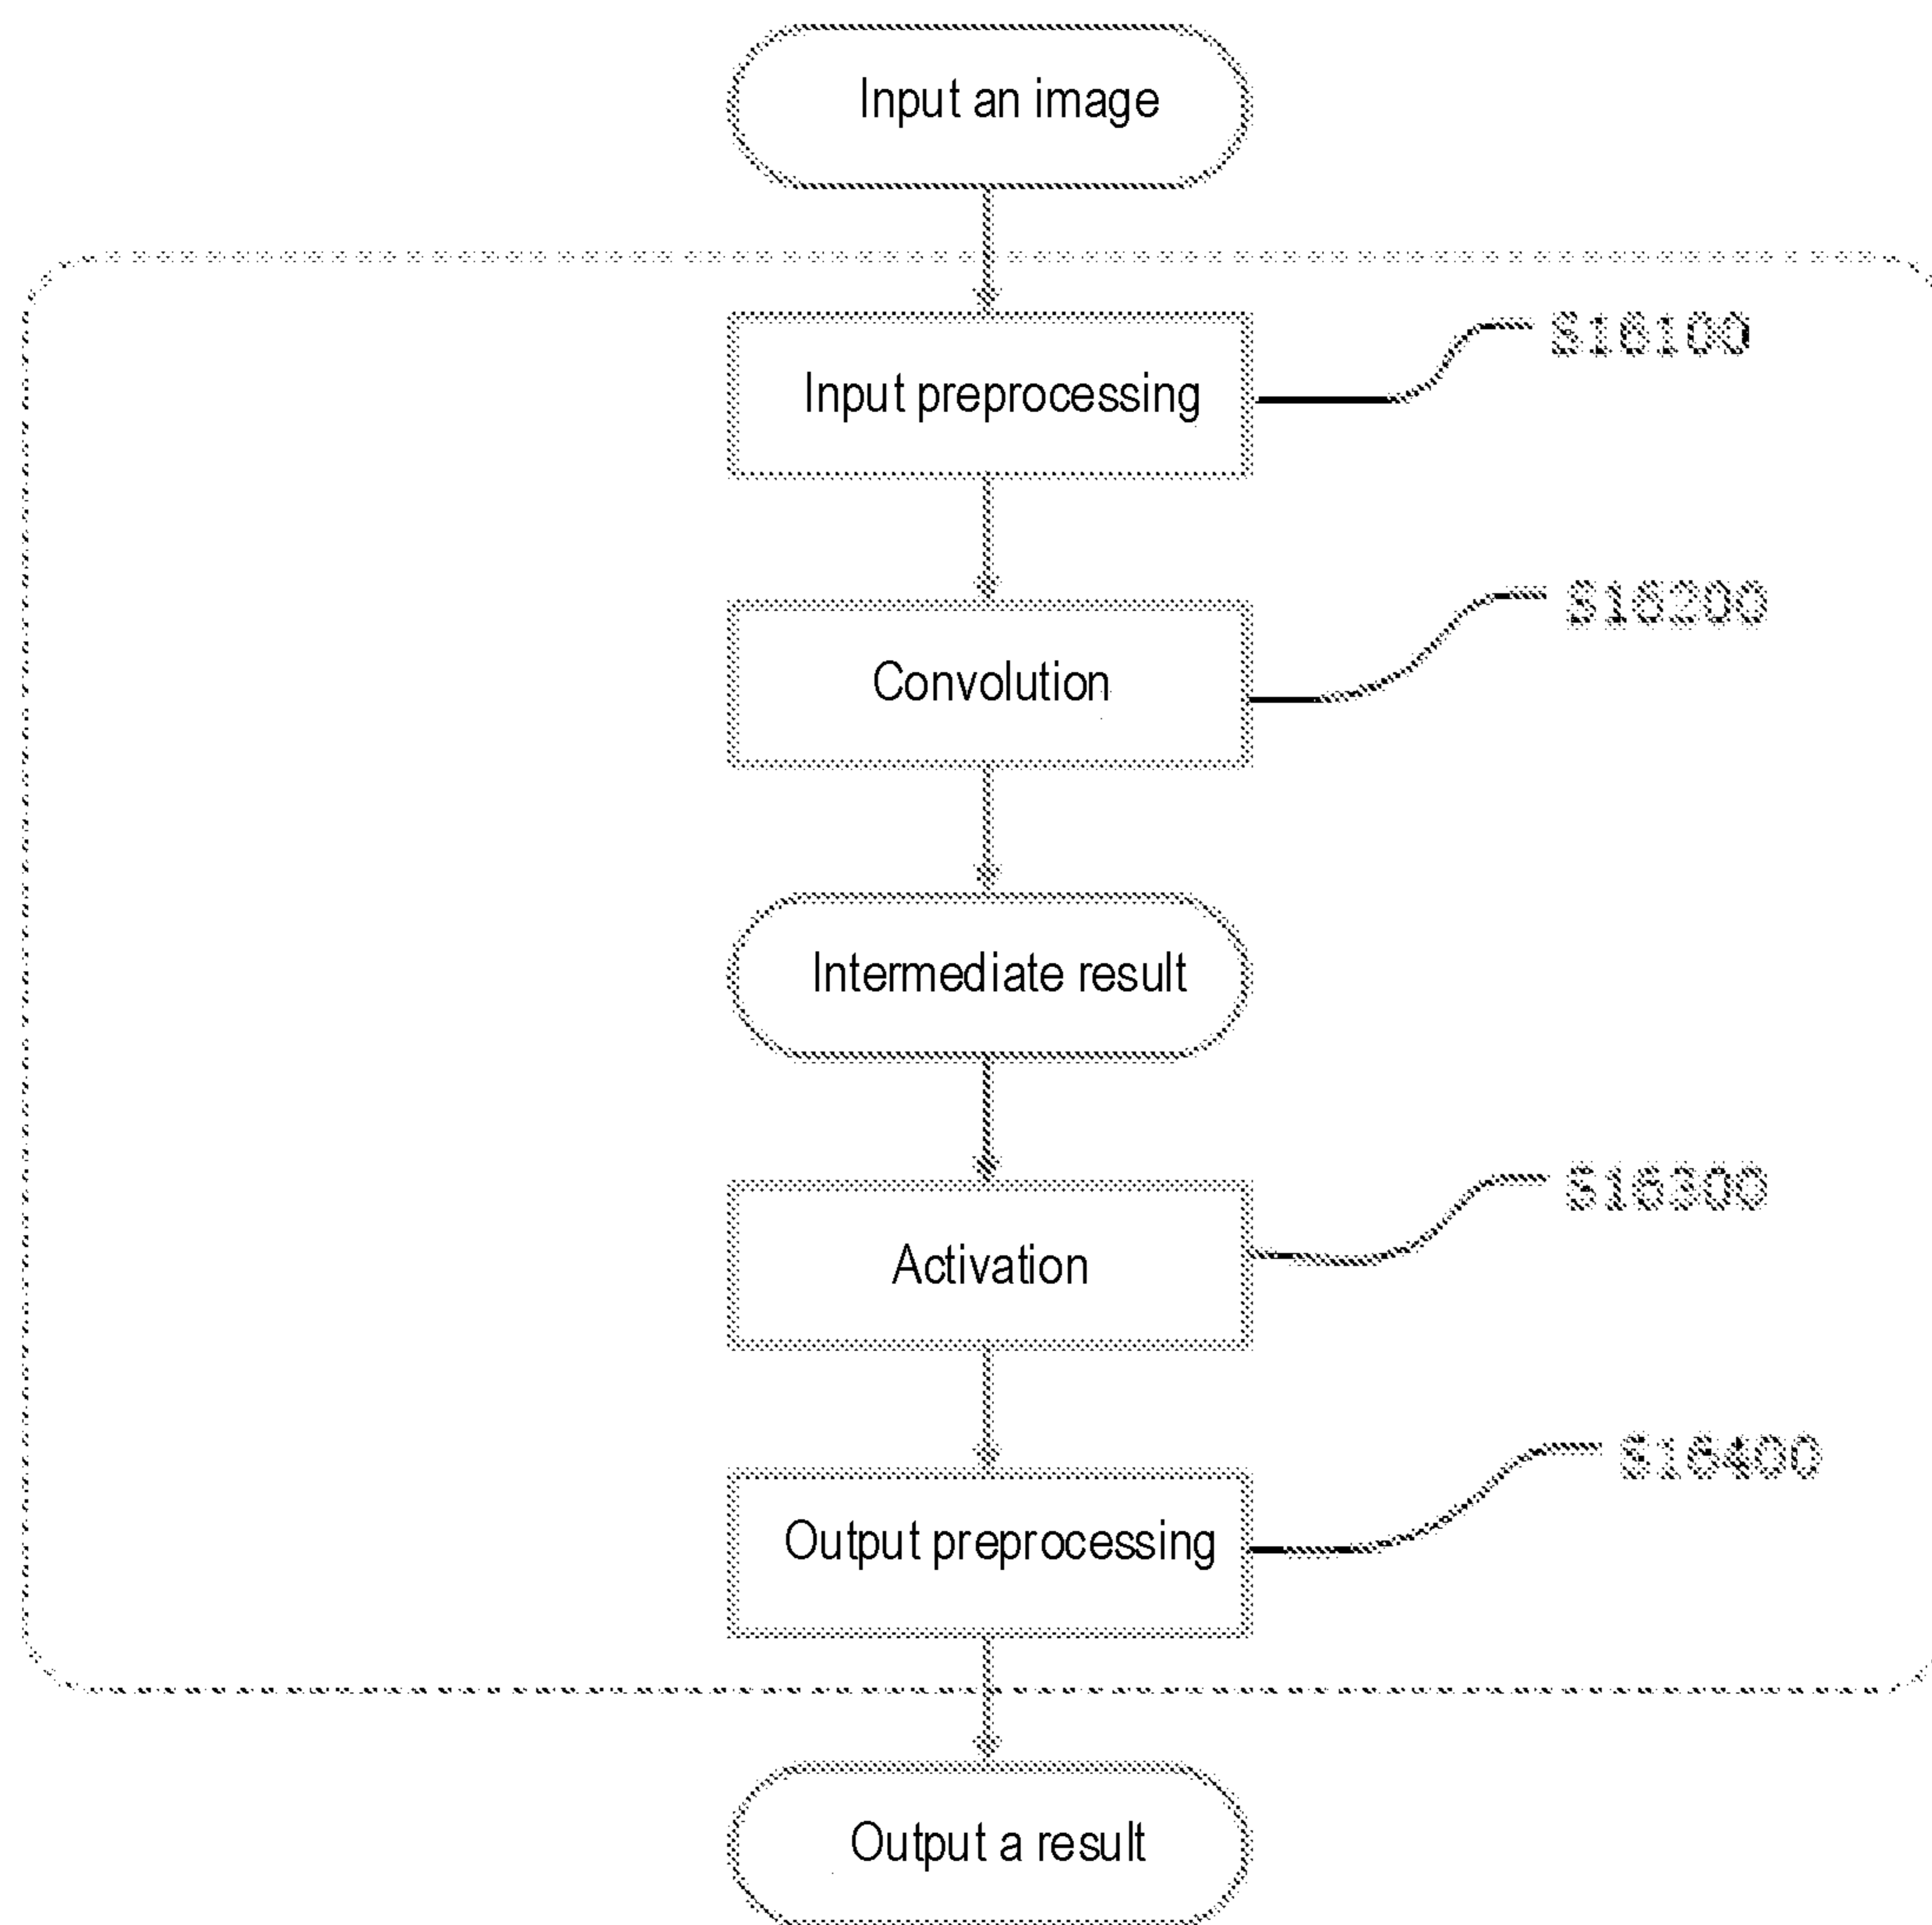 Input an image
Input preprocessing
S16100
Convolution
S16200
Intermediate result
Activation
S16300
Output preprocessing
S16400
Output a result